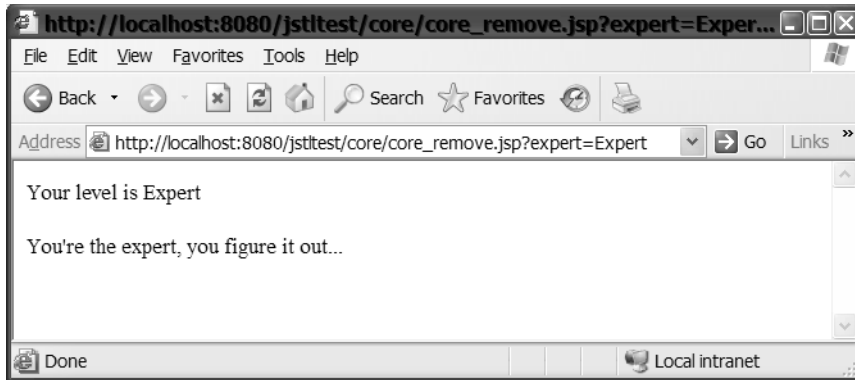 http://localhost:8080/jstltest/core/core_remove.jsp?expert=Exper...
File Edit View Favorites Tools Help
Back Search Favorites
Address http://localhost:8080/jstltest/core/core_remove.jsp?expert=Expert Go Links »
Your level is Expert
You're the expert, you figure it out...
Done Local intranet